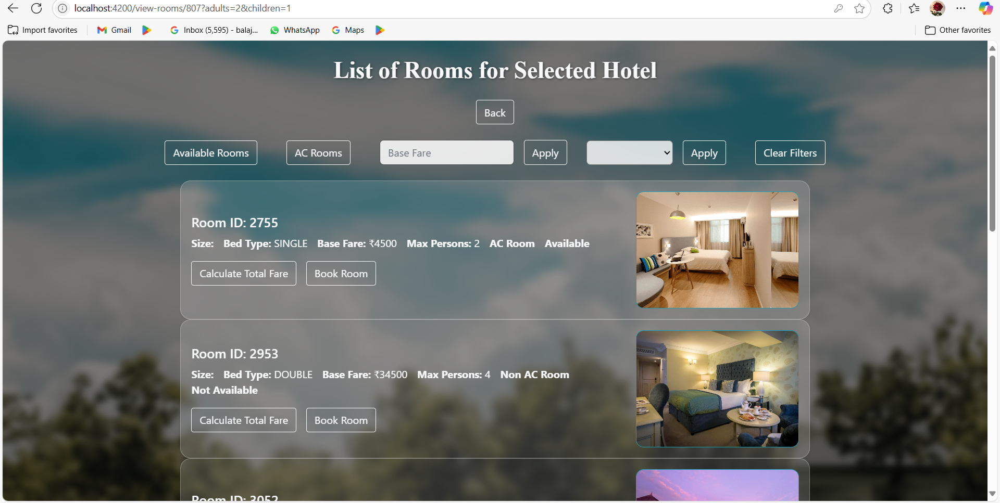 localhost:4200/view-rooms/807?adults=2&children=1
Import favorites Gmail Inbox (5,595) - balaj... WhatsApp Maps Other favorites
List of Rooms for Selected Hotel
Back
Available Rooms AC Rooms Base Fare Apply Apply Clear Filters
Room ID: 2755
Size: Bed Type: SINGLE Base Fare: ₹4500 Max Persons: 2 AC Room Available
Calculate Total Fare Book Room
Room ID: 2953
Size: Bed Type: DOUBLE Base Fare: ₹34500 Max Persons: 4 Non AC Room
Not Available
Calculate Total Fare Book Room
Room ID: 3052